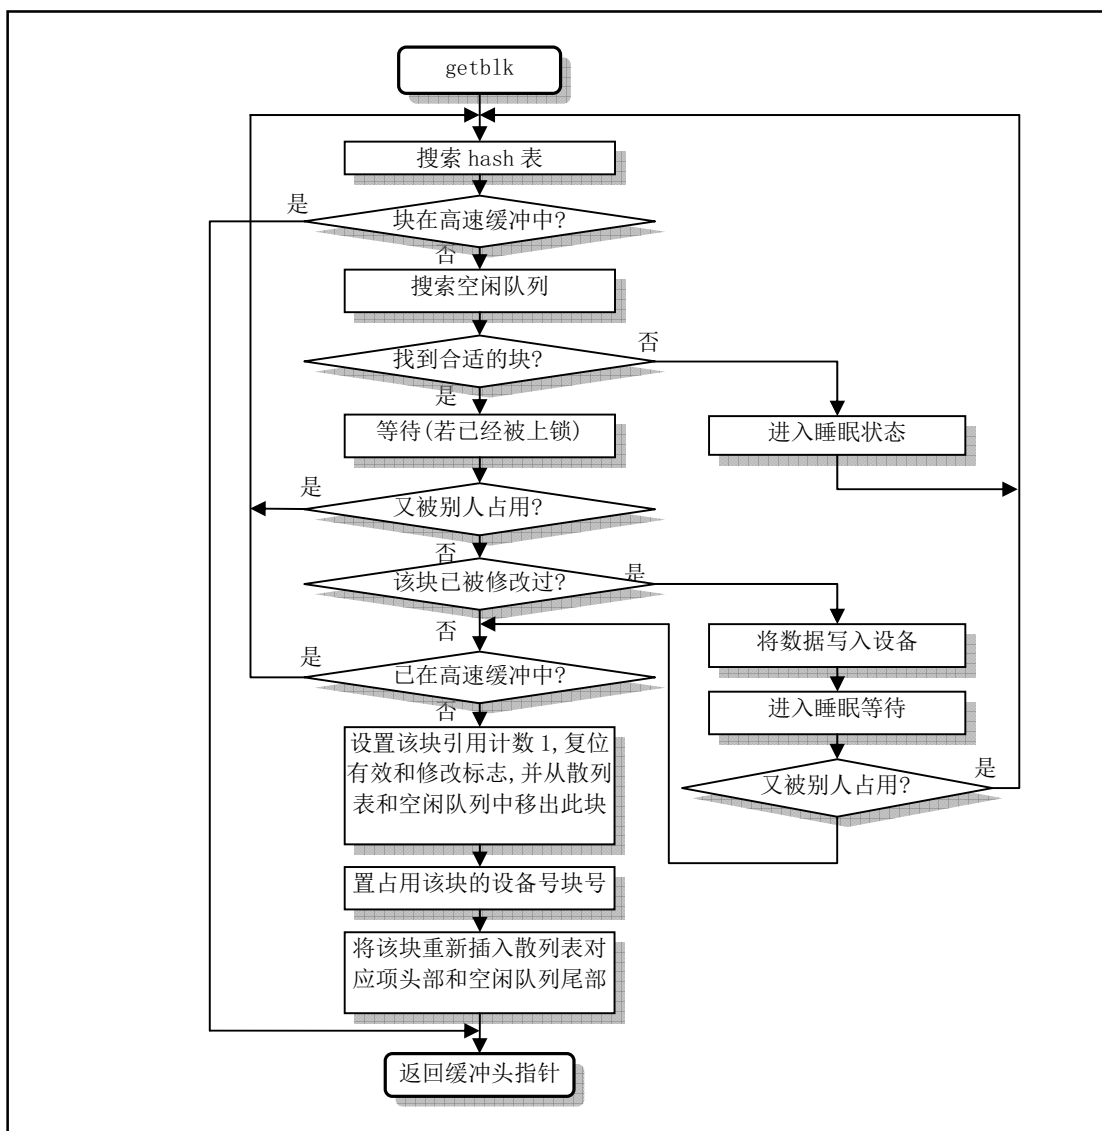 getblk
搜索 hash 表
是
块在高速缓冲中?
否
搜索空闲队列
否
找到合适的块?
是
等待(若已经被上锁)
进入睡眠状态
是
又被别人占用?
否
该块已被修改过?
是
否
将数据写入设备
是
已在高速缓冲中?
进入睡眠等待
否
设置该块引用计数 1,复位
有效和修改标志,并从散列
表和空闲队列中移出此块
是
又被别人占用?
置占用该块的设备号块号
将该块重新插入散列表对
应项头部和空闲队列尾部
返回缓冲头指针